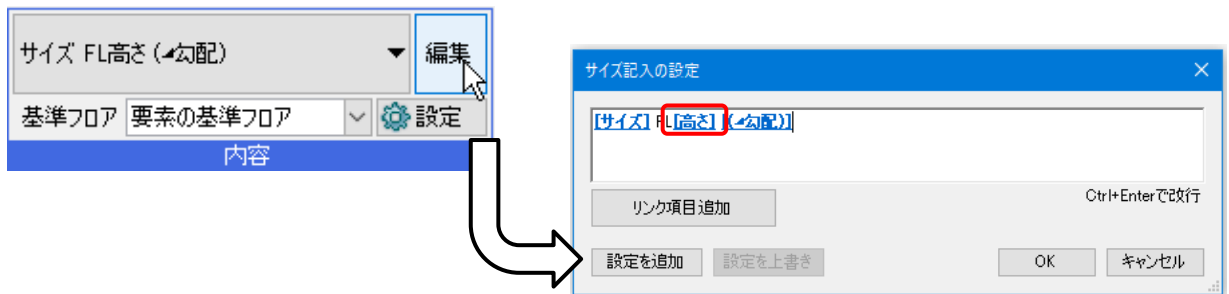 サイズ FL高さ (◢勾配)
編集
基準フロア 要素の基準フロア 設定
内容
サイズ記入の設定
[サイズ] FL[高さ] [(◢勾配)]
リンク項目追加
Ctrl+Enterで改行
設定を追加 設定を上書き OK キャンセル